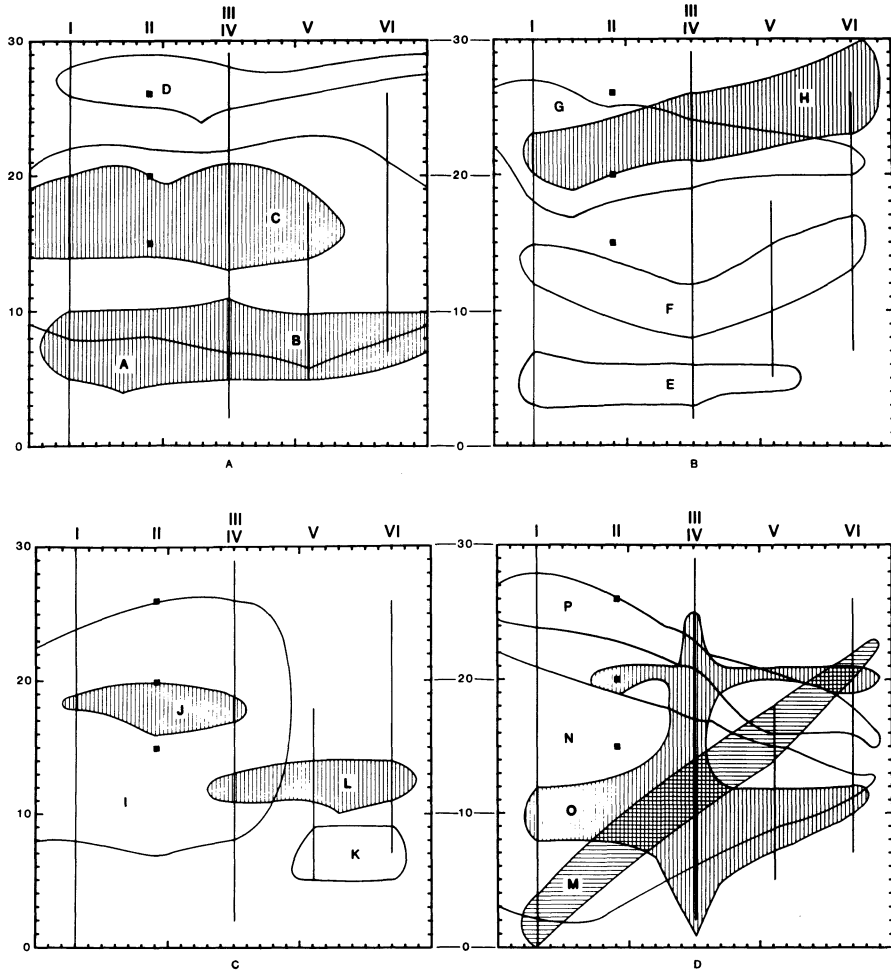 III III
I II IV V VI I II IV V VI
30 30
D
G H
20 20
C
B
10 F 10
A
E
0 0
A B
III III
I II IV V VI I II IV V VI
30 30
P
20 20
J
N
L
I
10 O 10
K
M
0 0
C D